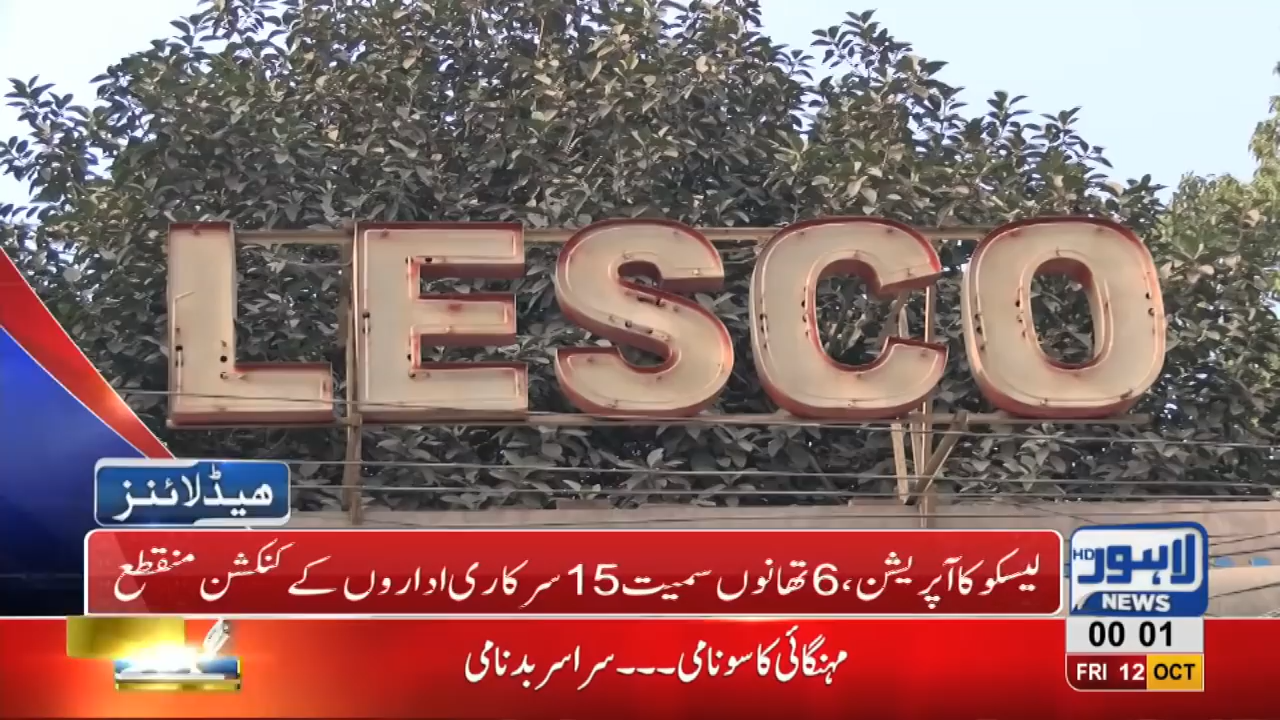 LESCO
ہیڈلائنز
لیسکو کا آپریشن، 6 تھانوں سمیت 15 سرکاری اداروں کے کنکشن منقطع
لاہور HD
NEWS
مہنگائی کا سونامی۔۔۔سراسر بدنامی
00 01
FRI 12 OCT